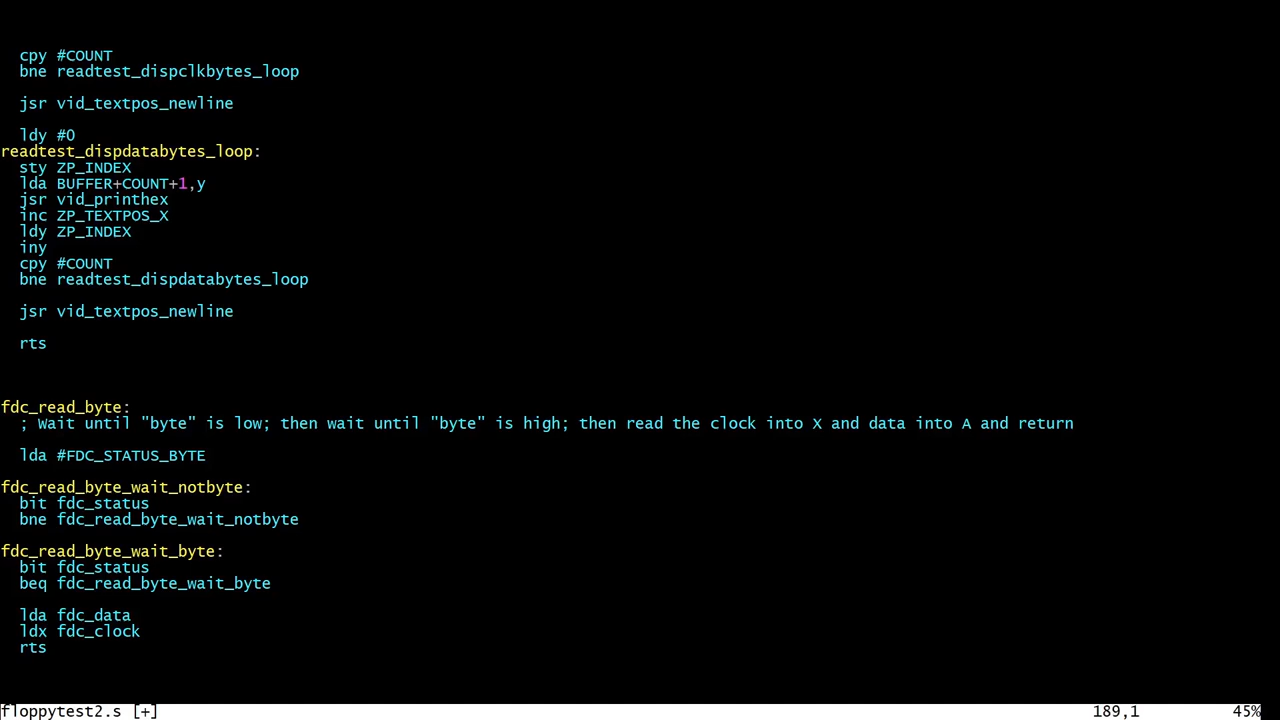 cpy #COUNT
bne readtest_dispclkbytes_loop
jsr vid_textpos_newline
ldy #0
readtest_dispdatabytes_loop:
sty ZP_INDEX
lda BUFFER+COUNT+1,y
jsr vid_printhex
inc ZP_TEXTPOS_X
ldy ZP_INDEX
iny
cpy #COUNT
bne readtest_dispdatabytes_loop
jsr vid_textpos_newline
rts
fdc_read_byte:
; Wait until "byte" is low; then wait until "byte" is high; then read the clock into X and data into A and return
lda #FDC_STATUS_BYTE
fdc_read_byte_wait_notbyte:
bit fdc_status
bne fdc_read_byte_wait_notbyte
fdc_read_byte_wait_byte:
bit fdc_status
beq fdc_read_byte_wait_byte
lda fdc_data
ldx fdc_clock
rts
floppytest2.s [+] 189,1 45%